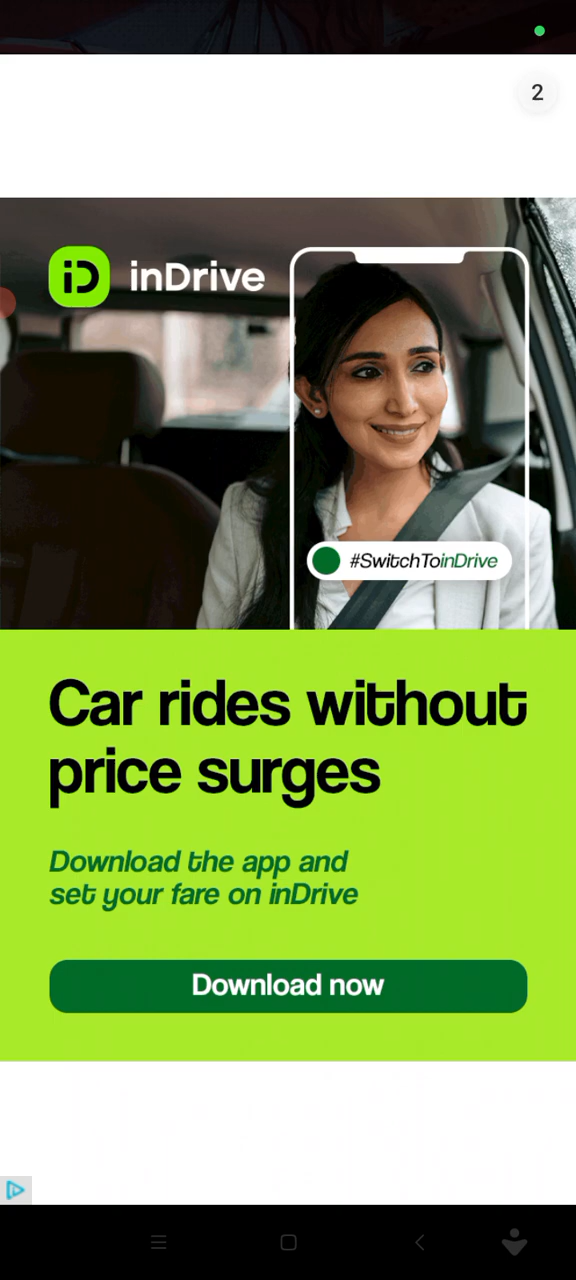 2
iD inDrive
#SwitchToinDrive
Car rides without
price surges
Download the app and
set your fare on inDrive
Download now